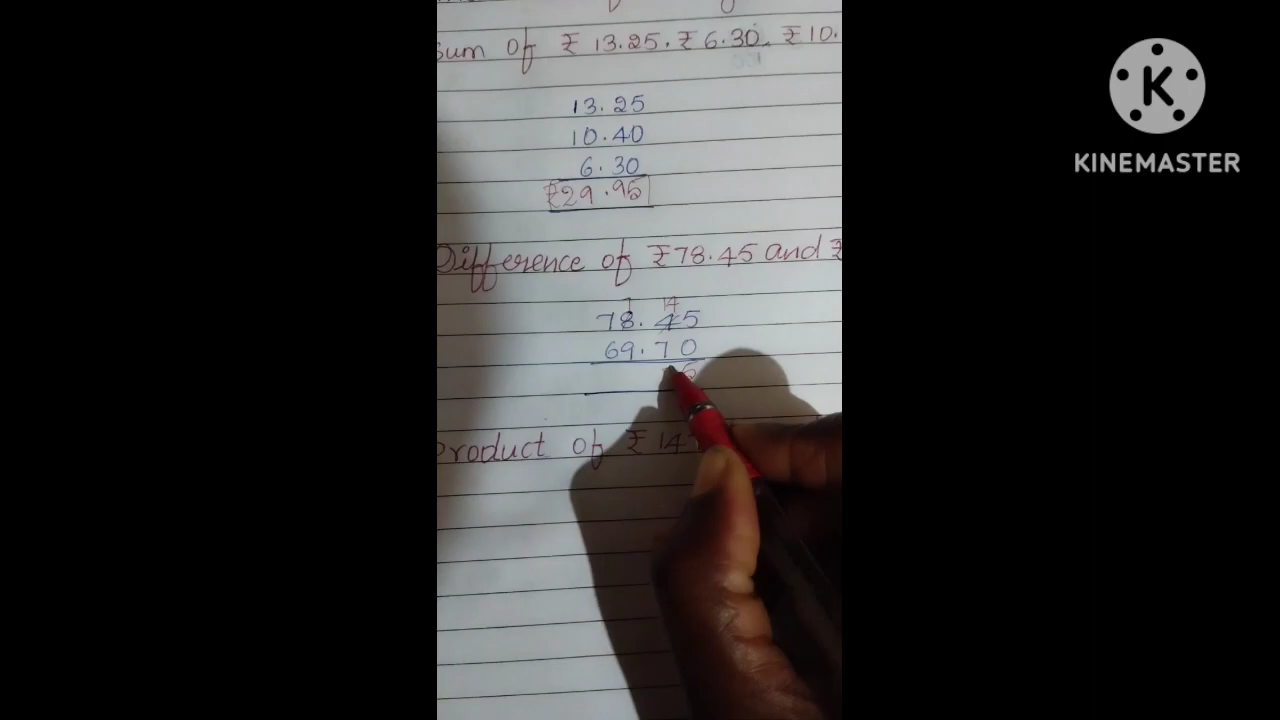 Sum of ₹ 13.25. ₹ 6.30. ₹ 10.
13.25
10.40
6.30
₹29.95
Difference of ₹78.45 and ₹
7 14
78.45
69.70
5
Product of ₹ 14
K
KINEMASTER